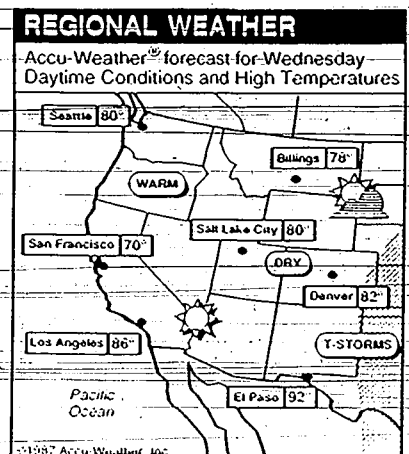 REGIONAL WEATHER
Accu-Weather® forecast for Wednesday
Daytime Conditions and High Temperatures
Seattle 80°
Billings 78°
WARM
Salt Lake City 80°
San Francisco 70°
DRY
Denver 82°
Los Angeles 86°
T-STORMS
Pacific
Ocean
El Paso 92°
©1987 Accu-Weather, Inc.